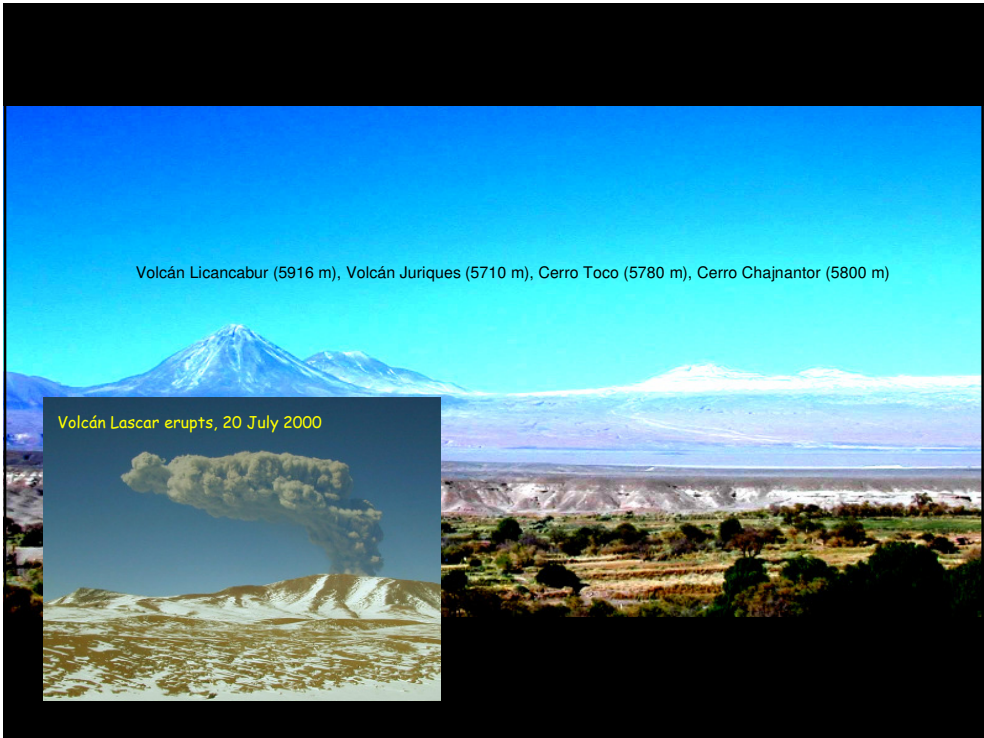 Volcán Licancabur (5916 m), Volcán Juriques (5710 m), Cerro Toco (5780 m), Cerro Chajnantor (5800 m)
Volcán Lascar erupts, 20 July 2000